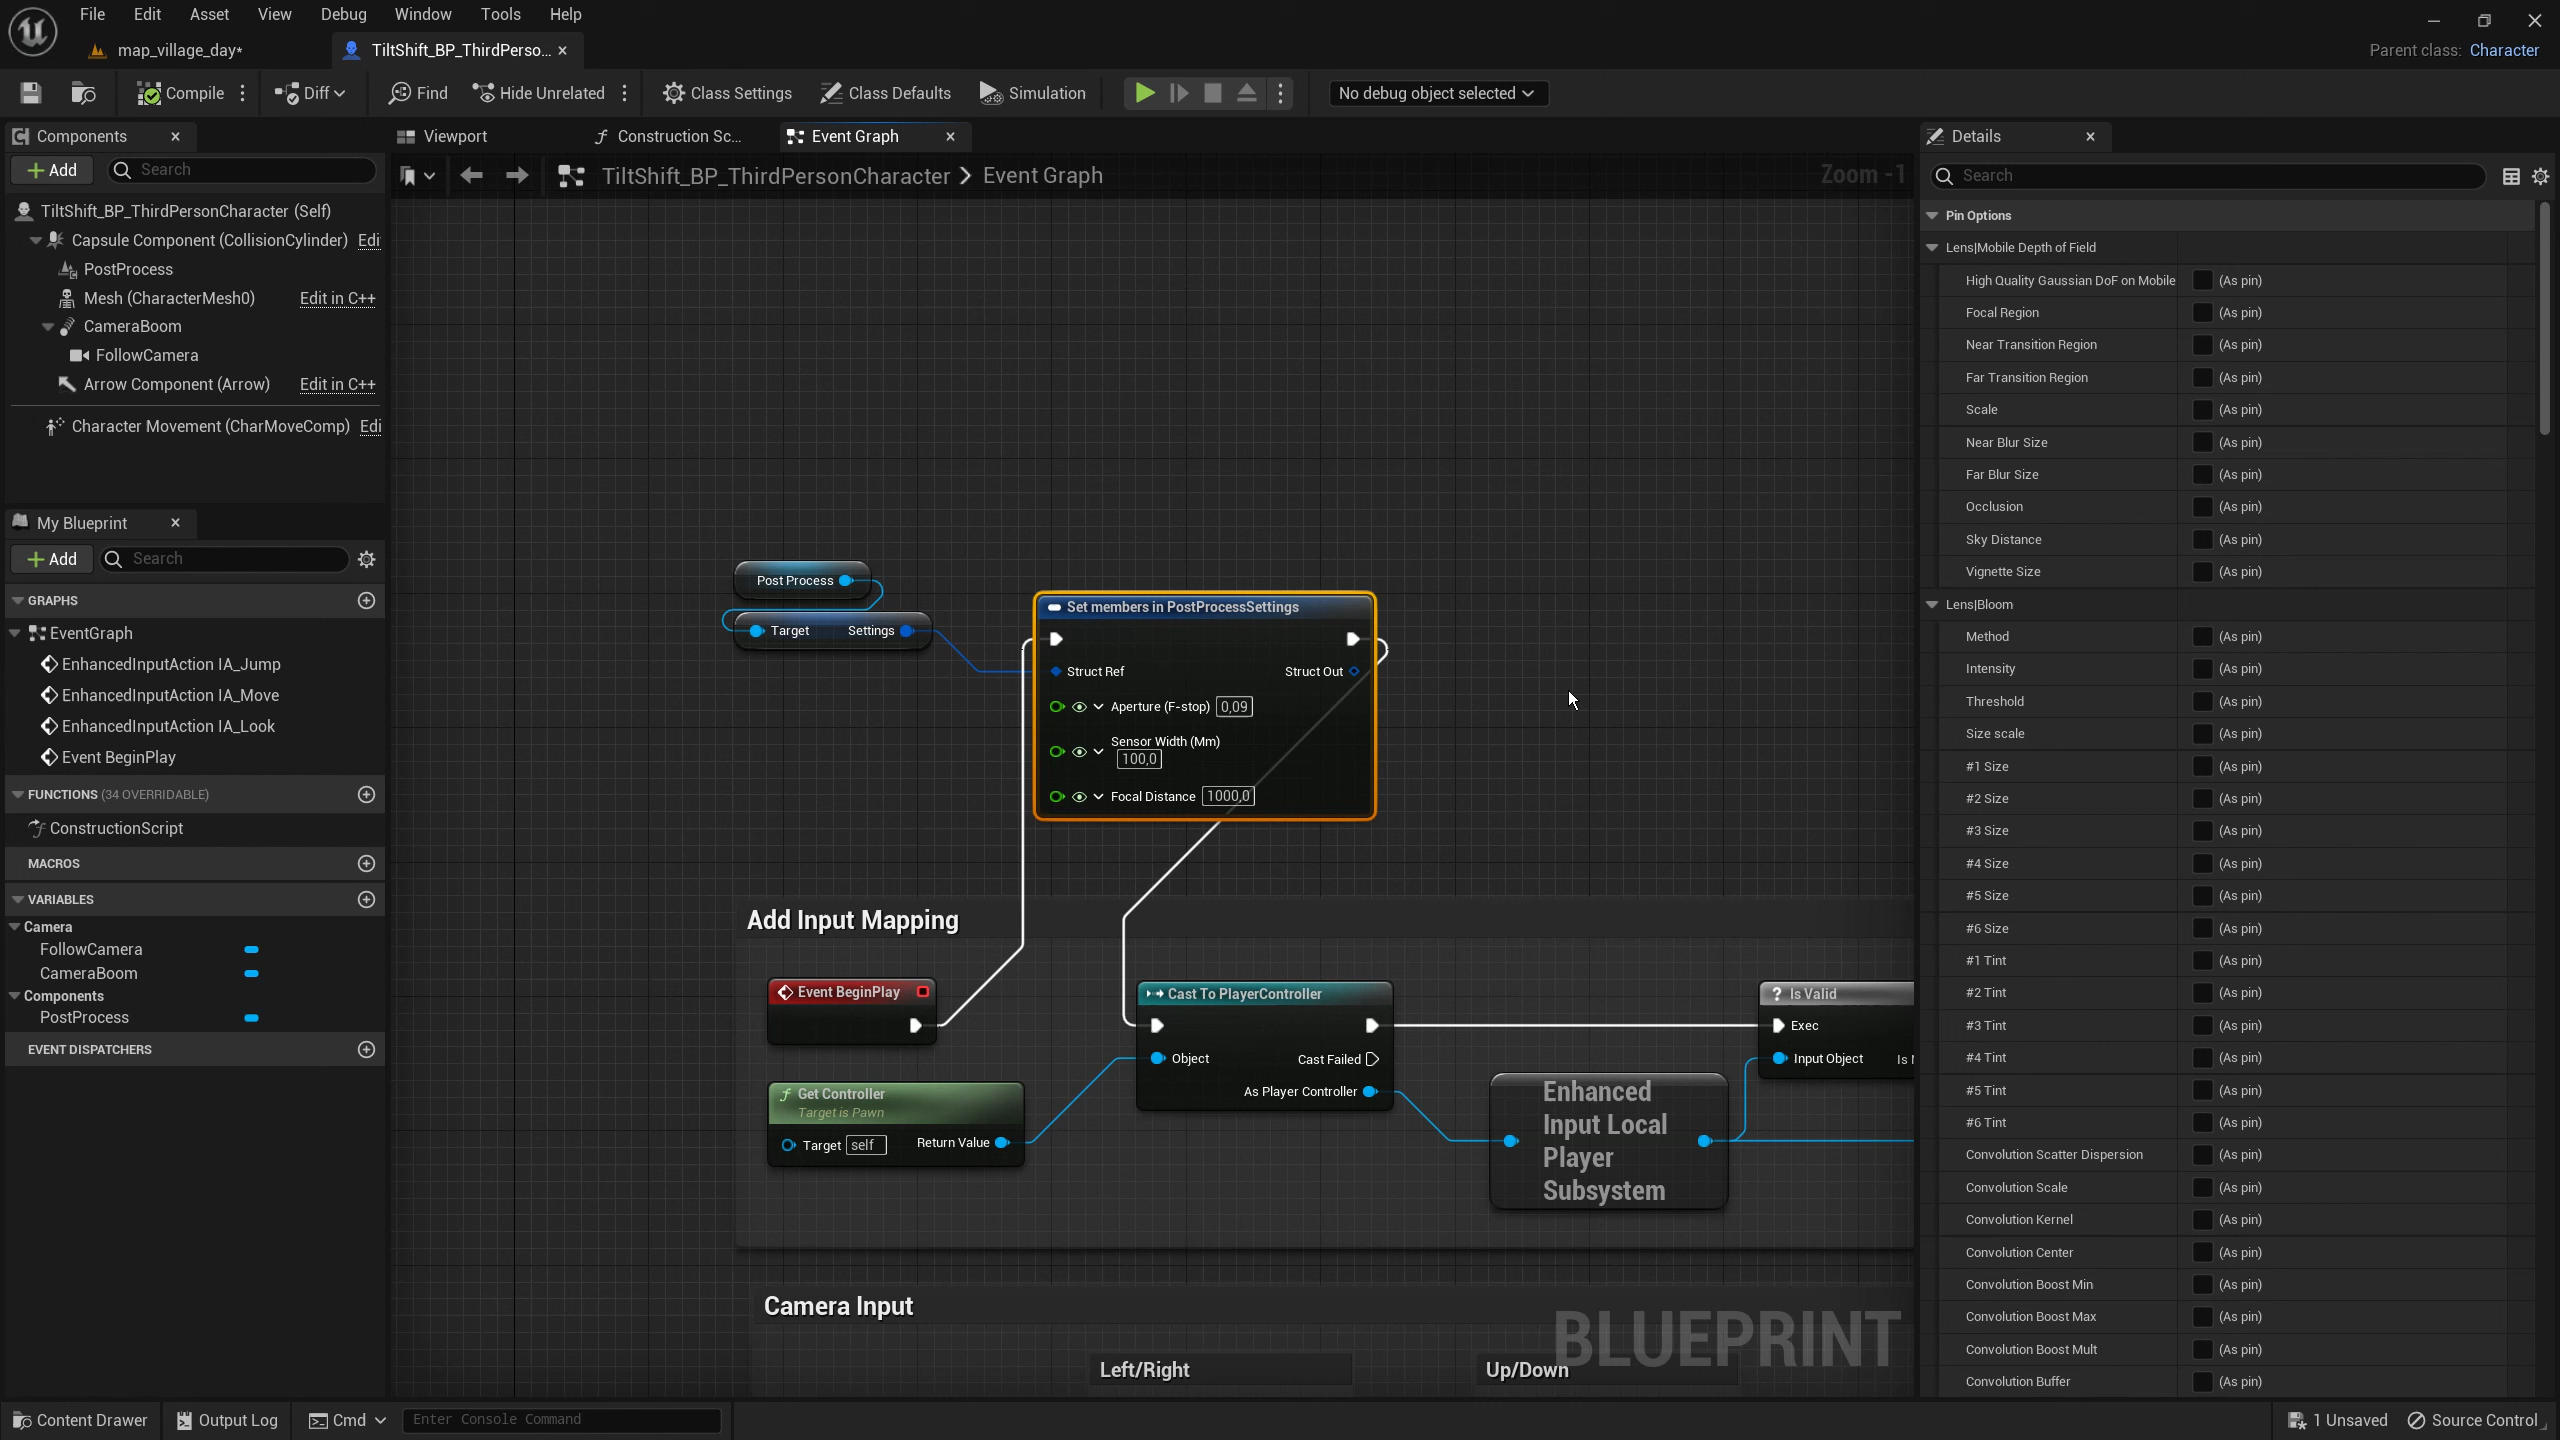 File Edit Asset View Debug Window Tools Help
map_village_day*
TiltShift_BP_ThirdPerso...
Parent class: Character
Compile
Diff
Find
Hide Unrelated
Class Settings
Class Defaults
Simulation
No debug object selected
Components
Add
Search
TiltShift_BP_ThirdPersonCharacter (Self)
Capsule Component (CollisionCylinder) Edi
PostProcess
Mesh (CharacterMesh0) Edit in C++
CameraBoom
FollowCamera
Arrow Component (Arrow) Edit in C++
Character Movement (CharMoveComp) Edi
My Blueprint
Add
Search
GRAPHS
EventGraph
EnhancedInputAction IA_Jump
EnhancedInputAction IA_Move
EnhancedInputAction IA_Look
Event BeginPlay
FUNCTIONS (34 OVERRIDABLE)
ConstructionScript
MACROS
VARIABLES
Camera
FollowCamera
CameraBoom
Components
PostProcess
EVENT DISPATCHERS
Viewport
Construction Sc...
Event Graph
TiltShift_BP_ThirdPersonCharacter > Event Graph
Zoom -1
Post Process
Target Settings
Set members in PostProcessSettings
Struct Ref Struct Out
Aperture (F-stop) 0,09
Sensor Width (Mm)
100,0
Focal Distance 1000,0
Add Input Mapping
Event BeginPlay
Get Controller
Target is Pawn
Target self Return Value
Cast To PlayerController
Object Cast Failed
As Player Controller
Enhanced
Input Local
Player
Subsystem
Is Valid
Exec
Input Object
Camera Input
Left/Right
Up/Down
BLUEPRINT
Details
Search
Pin Options
Lens|Mobile Depth of Field
High Quality Gaussian DoF on Mobile (As pin)
Focal Region (As pin)
Near Transition Region (As pin)
Far Transition Region (As pin)
Scale (As pin)
Near Blur Size (As pin)
Far Blur Size (As pin)
Occlusion (As pin)
Sky Distance (As pin)
Vignette Size (As pin)
Lens|Bloom
Method (As pin)
Intensity (As pin)
Threshold (As pin)
Size scale (As pin)
#1 Size (As pin)
#2 Size (As pin)
#3 Size (As pin)
#4 Size (As pin)
#5 Size (As pin)
#6 Size (As pin)
#1 Tint (As pin)
#2 Tint (As pin)
#3 Tint (As pin)
#4 Tint (As pin)
#5 Tint (As pin)
#6 Tint (As pin)
Convolution Scatter Dispersion (As pin)
Convolution Scale (As pin)
Convolution Kernel (As pin)
Convolution Center (As pin)
Convolution Boost Min (As pin)
Convolution Boost Max (As pin)
Convolution Boost Mult (As pin)
Convolution Buffer (As pin)
Content Drawer
Output Log
Cmd
Enter Console Command
1 Unsaved
Source Control